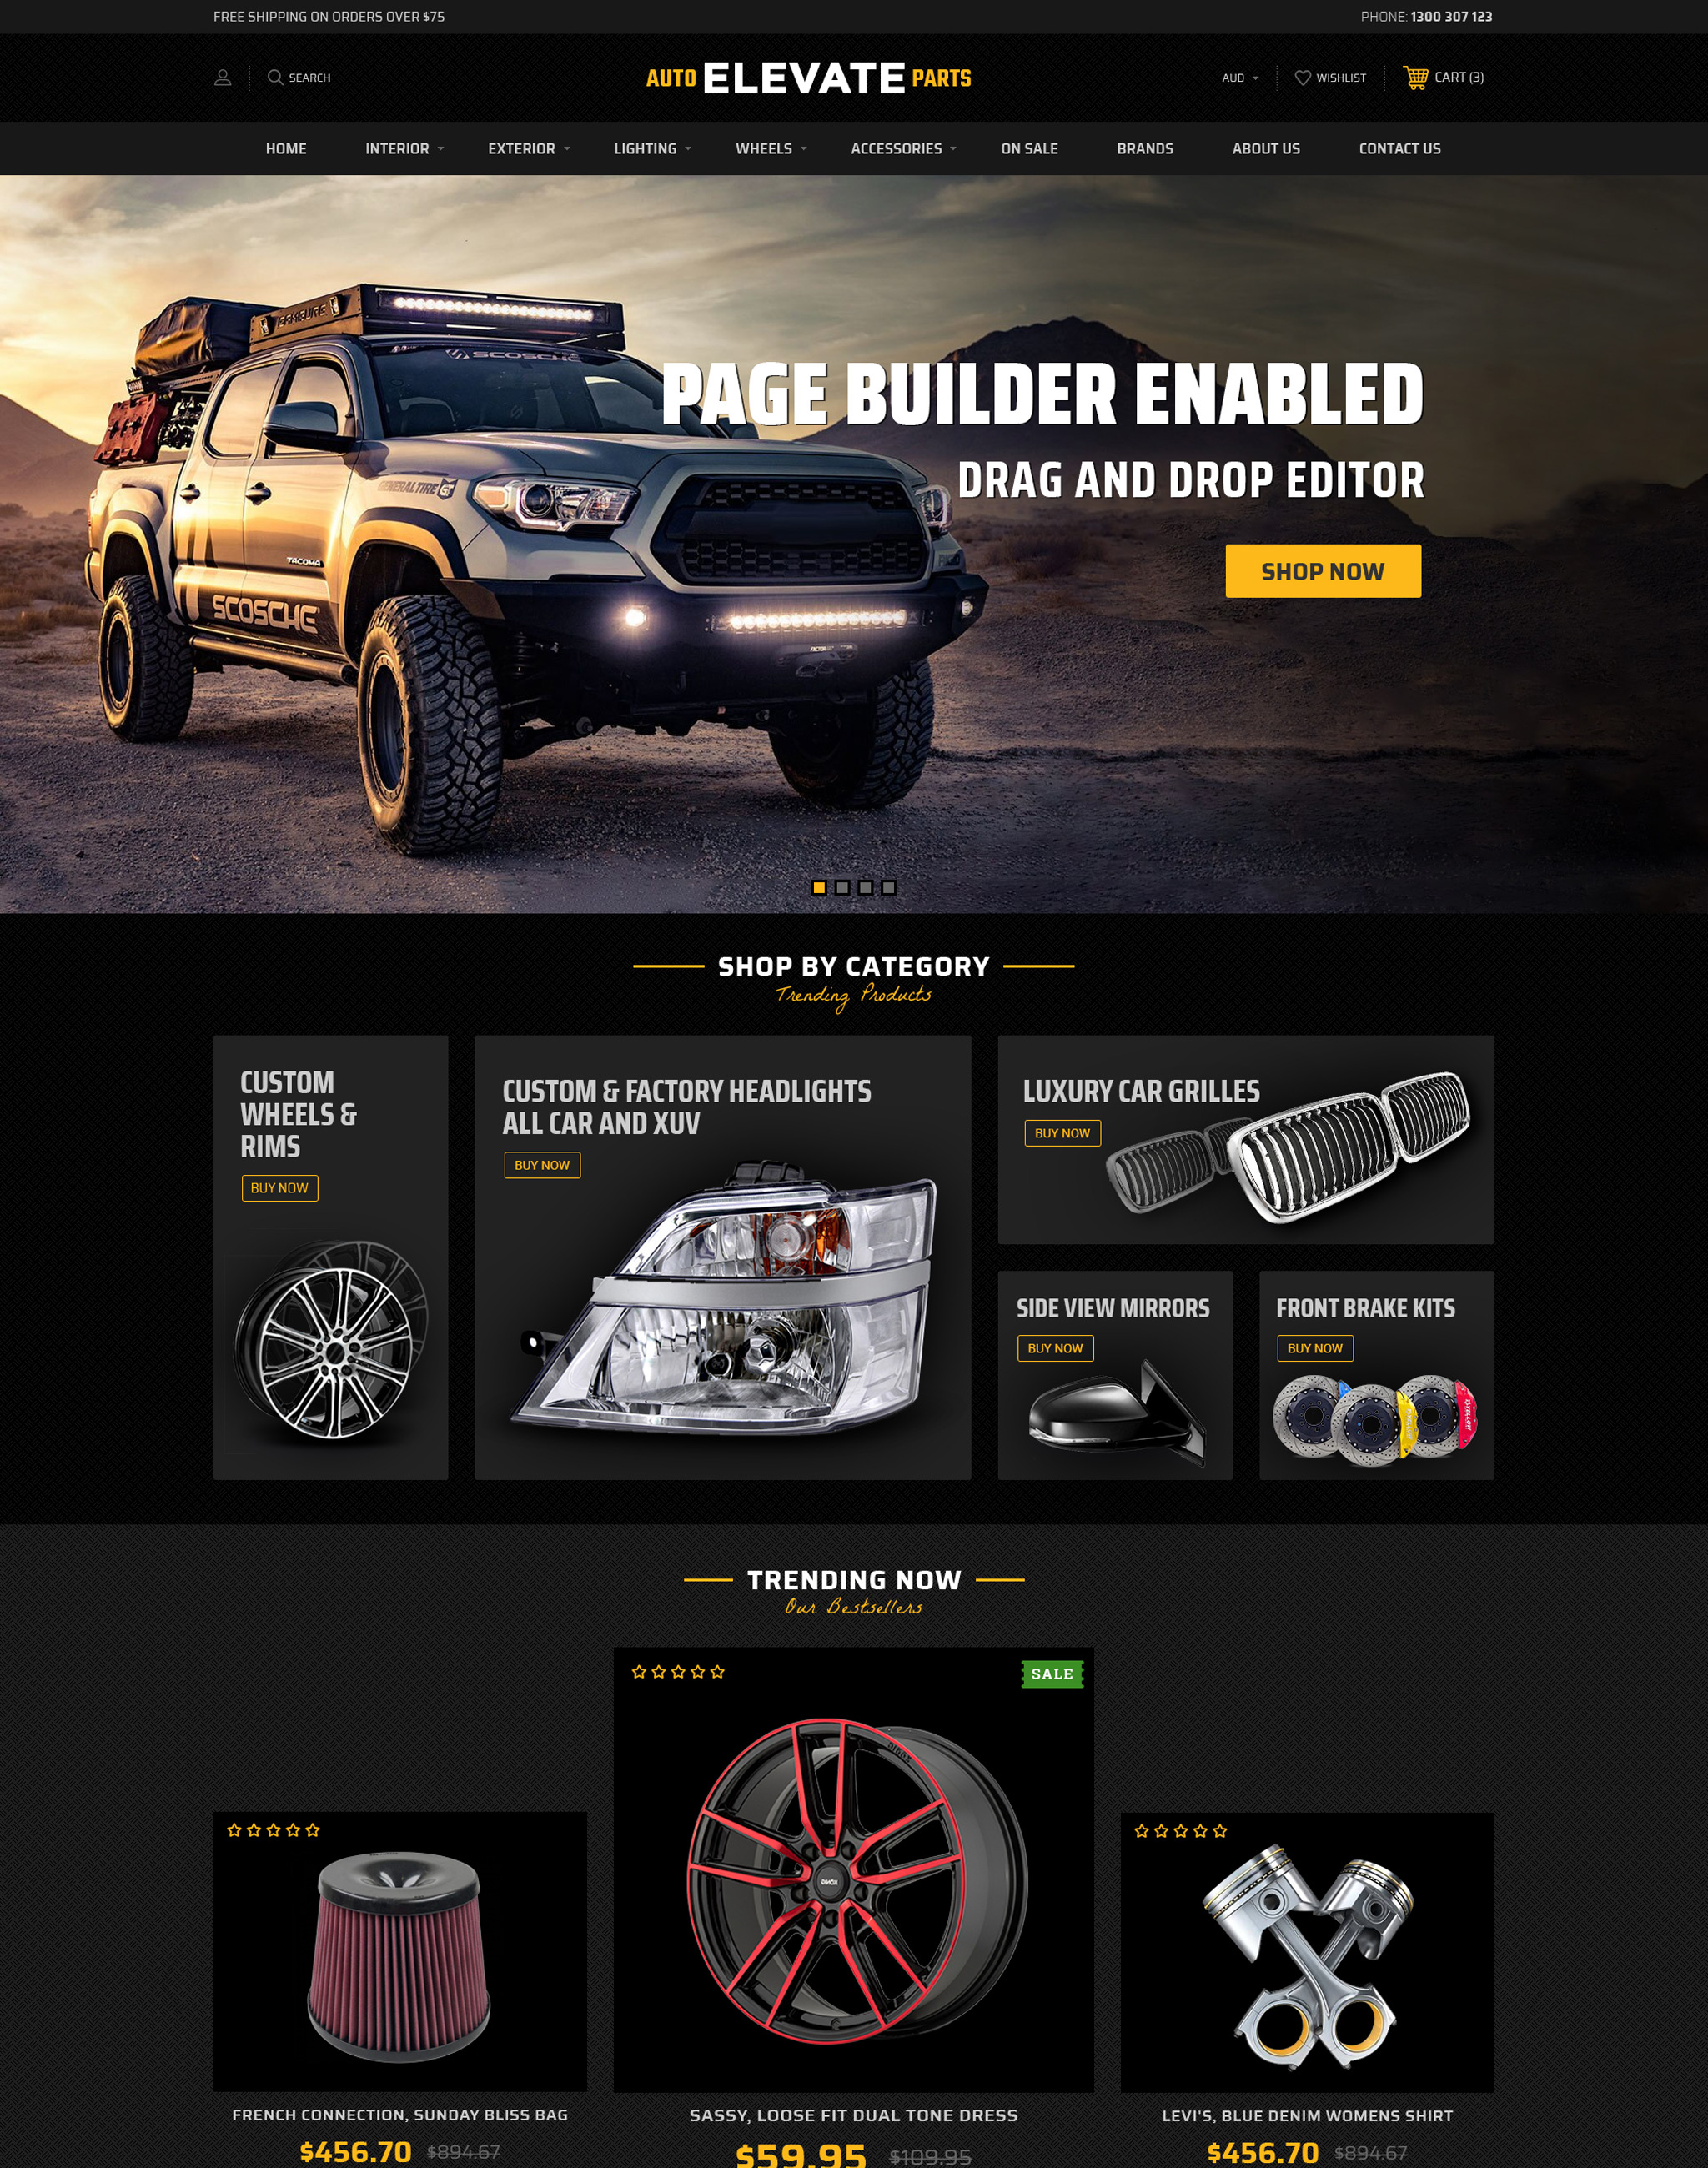 FREE SHIPPING ON ORDERS OVER $75
PHONE: 1300 307 123
SEARCH
AUTO ELEVATE PARTS
AUD
WISHLIST
CART (3)
HOME INTERIOR EXTERIOR LIGHTING WHEELS ACCESSORIES ON SALE BRANDS ABOUT US CONTACT US
SCOSCHE
PAGE BUILDER ENABLED
DRAG AND DROP EDITOR
GENERAL TIRE
TACOMA
SCOSCHE
SHOP NOW
SHOP BY CATEGORY
Trending Products
CUSTOM
WHEELS &
RIMS
BUY NOW
CUSTOM & FACTORY HEADLIGHTS
ALL CAR AND XUV
BUY NOW
LUXURY CAR GRILLES
BUY NOW
SIDE VIEW MIRRORS
BUY NOW
FRONT BRAKE KITS
BUY NOW
TRENDING NOW
Our Bestsellers
SALE
FRENCH CONNECTION, SUNDAY BLISS BAG
$456.70 $894.67
SASSY, LOOSE FIT DUAL TONE DRESS
$59.95 $109.95
LEVI'S, BLUE DENIM WOMENS SHIRT
$456.70 $894.67